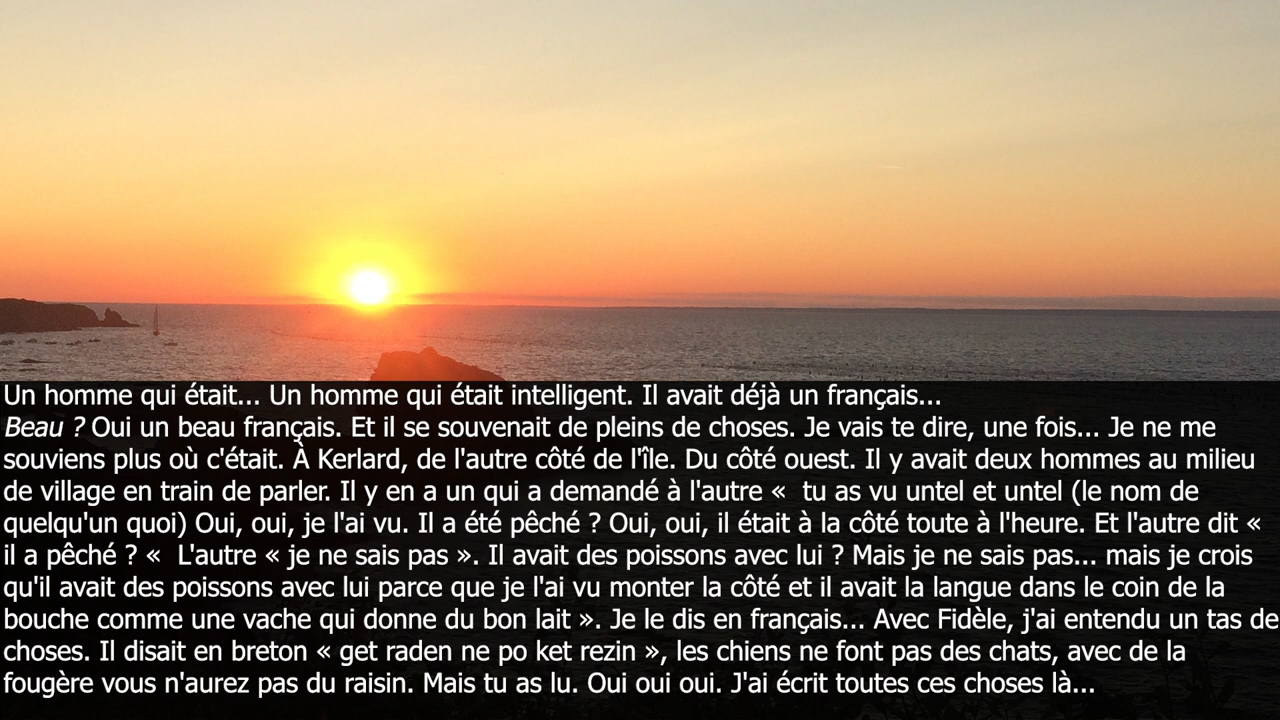 Un homme qui était... Un homme qui était intelligent. Il avait déjà un français...
Beau ? Oui un beau français. Et il se souvenait de pleins de choses. Je vais te dire, une fois... Je ne me
souviens plus où c'était. À Kerlard, de l'autre côté de l'île. Du côté ouest. Il y avait deux hommes au milieu
de village en train de parler. Il y en a un qui a demandé à l'autre «  tu as vu untel et untel (le nom de
quelqu'un quoi) Oui, oui, je l'ai vu. Il a été pêché ? Oui, oui, il était à la côté toute à l'heure. Et l'autre dit «
il a pêché ? «  L'autre « je ne sais pas ». Il avait des poissons avec lui ? Mais je ne sais pas... mais je crois
qu'il avait des poissons avec lui parce que je l'ai vu monter la côté et il avait la langue dans le coin de la
bouche comme une vache qui donne du bon lait ». Je le dis en français... Avec Fidèle, j'ai entendu un tas de
choses. Il disait en breton « get raden ne po ket rezin », les chiens ne font pas des chats, avec de la
fougère vous n'aurez pas du raisin. Mais tu as lu. Oui oui oui. J'ai écrit toutes ces choses là...